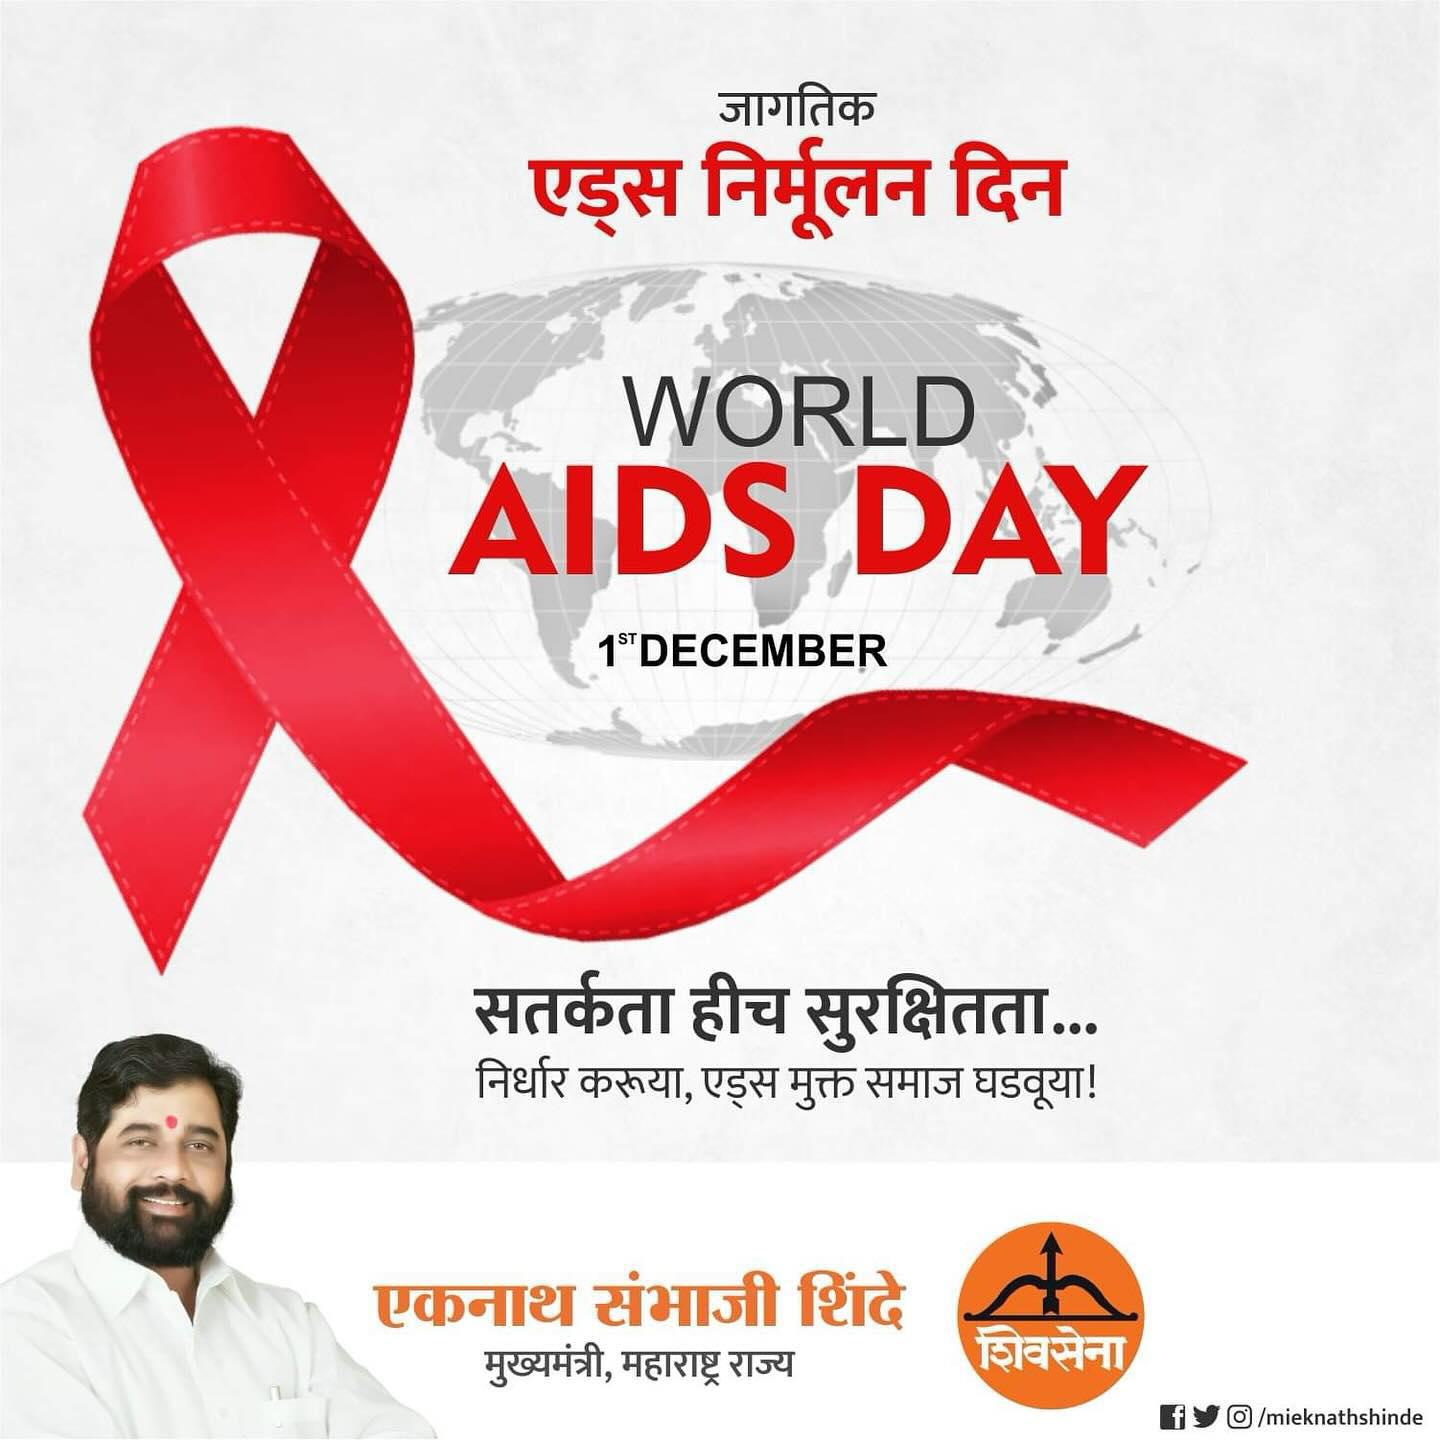 जागतिक
एड्स निर्मूलन दिन
WORLD
AIDS DAY
1ST DECEMBER
सतर्कता हीच सुरक्षितता...
निर्धार करूया, एड्स मुक्त समाज घडवूया!
एकनाथ संभाजी शिंदे
मुख्यमंत्री, महाराष्ट्र राज्य
शिवसेना
/mieknathshinde